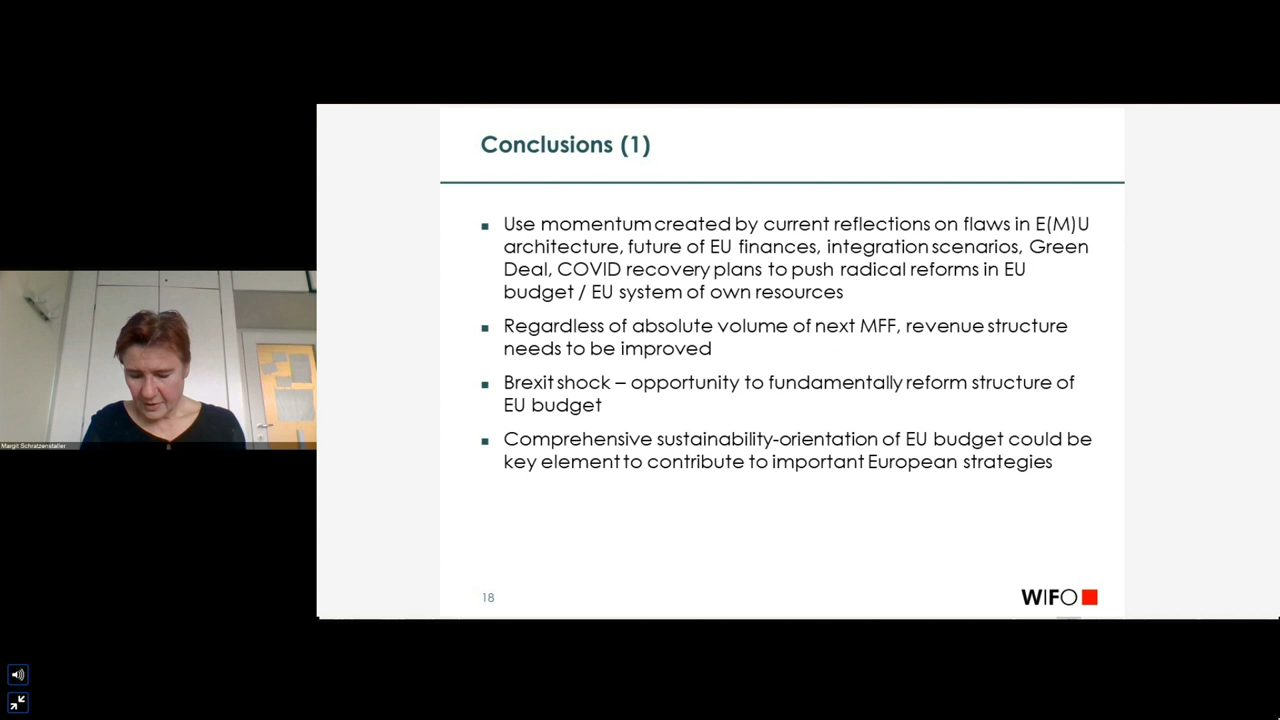 Conclusions (1)
Use momentum created by current reflections on flaws in E(M)U
architecture, future of EU finances, integration scenarios, Green
Deal, COVID recovery plans to push radical reforms in EU
budget / EU system of own resources
Regardless of absolute volume of next MFF, revenue structure
needs to be improved
Brexit shock – opportunity to fundamentally reform structure of
EU budget
Comprehensive sustainability-orientation of EU budget could be
key element to contribute to important European strategies
18
WIFO
Margit Schratzenstaller